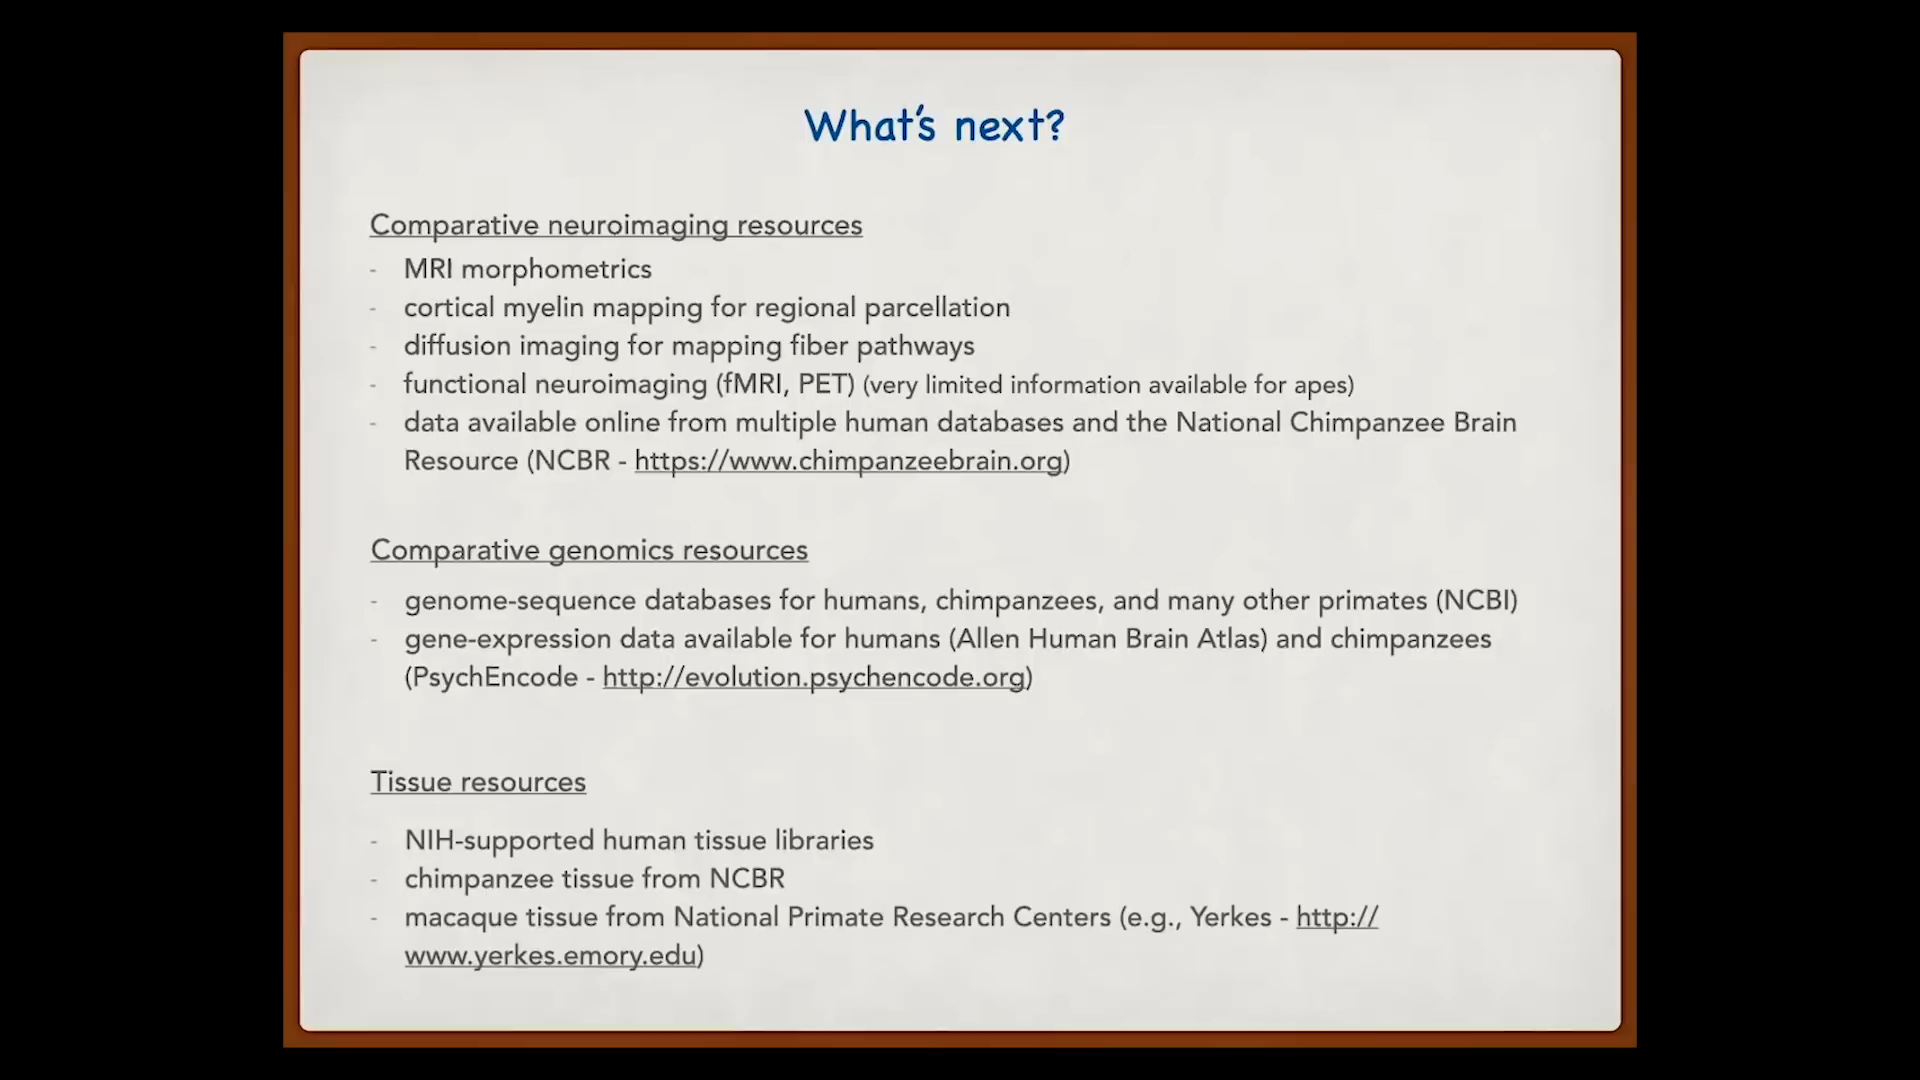 What's next?
Comparative neuroimaging resources
- MRI morphometrics
- cortical myelin mapping for regional parcellation
- diffusion imaging for mapping fiber pathways
- functional neuroimaging (fMRI, PET) (very limited information available for apes)
- data available online from multiple human databases and the National Chimpanzee Brain
Resource (NCBR - https://www.chimpanzeebrain.org)
Comparative genomics resources
- genome-sequence databases for humans, chimpanzees, and many other primates (NCBI)
- gene-expression data available for humans (Allen Human Brain Atlas) and chimpanzees
(PsychEncode - http://evolution.psychencode.org)
Tissue resources
- NIH-supported human tissue libraries
- chimpanzee tissue from NCBR
- macaque tissue from National Primate Research Centers (e.g., Yerkes - http://
www.yerkes.emory.edu)